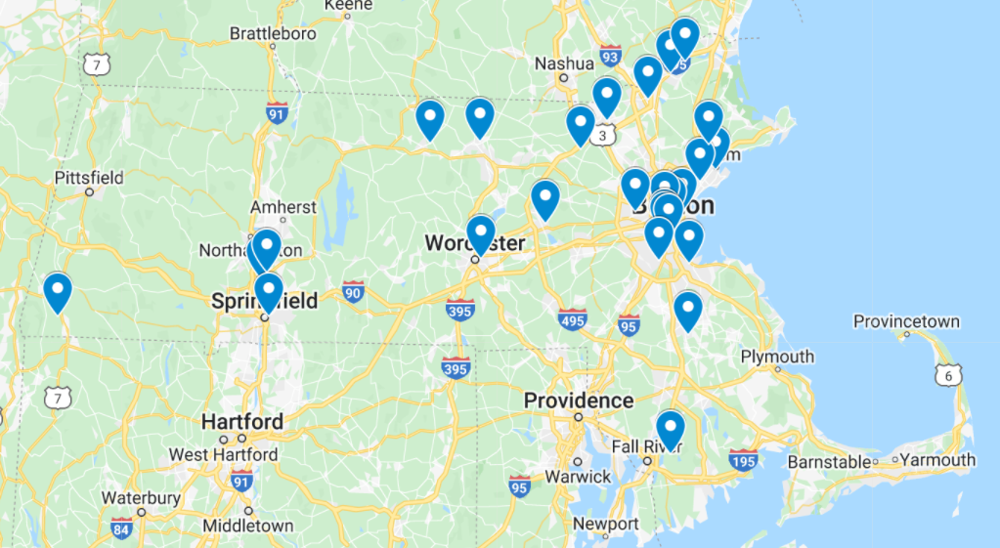 Keene
Brattleboro
7
93
Nashua
95
91
3
Pittsfield
Amherst
Worcester
Springfield
90
395
495
95
Provincetown
395
Plymouth
6
7
Providence
Hartford
Fall River
West Hartford
195
Barnstable
Yarmouth
91
95
Warwick
Waterbury
84
Middletown
Newport